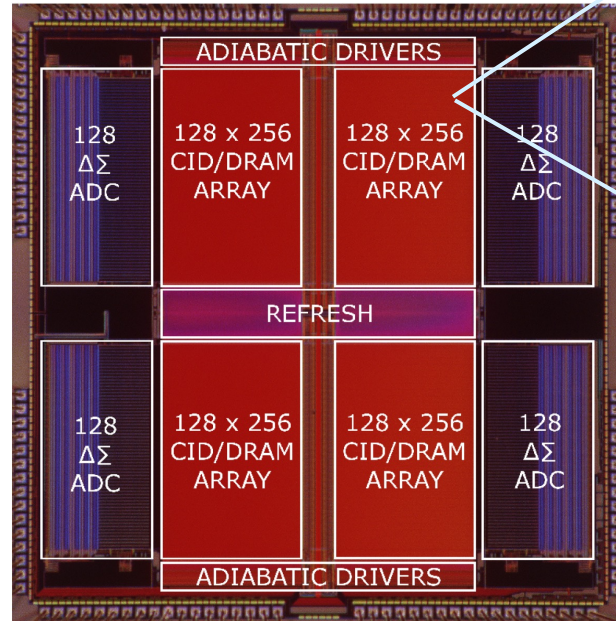 ADIABATIC DRIVERS
128
ΔΣ
ADC
128 x 256
CID/DRAM
ARRAY
128 x 256
CID/DRAM
ARRAY
128
ΔΣ
ADC
REFRESH
128
ΔΣ
ADC
128 x 256
CID/DRAM
ARRAY
128 x 256
CID/DRAM
ARRAY
128
ΔΣ
ADC
ADIABATIC DRIVERS